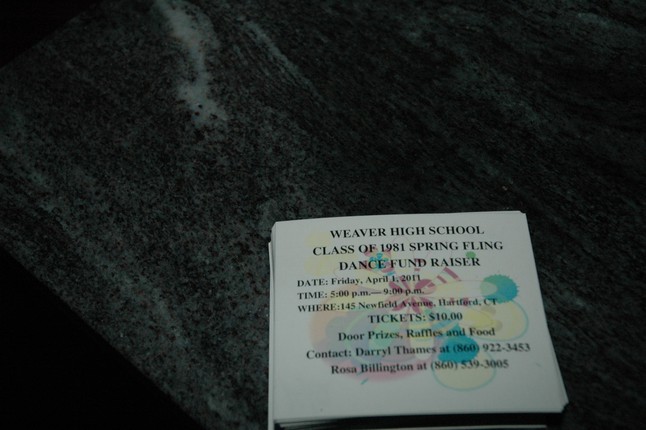 WEAVER HIGH SCHOOL
CLASS OF 1981 SPRING FLING
DANCE FUND RAISER
DATE: Friday, April 1, 2011
TIME: 5:00 p.m.— 9:00 p.m.
WHERE:145 Newfield Avenue, Hartford, CT
TICKETS: $10.00
Door Prizes, Raffles and Food
Contact: Darryl Thames at (860) 922-3453
Rosa Billington at (860) 539-3005